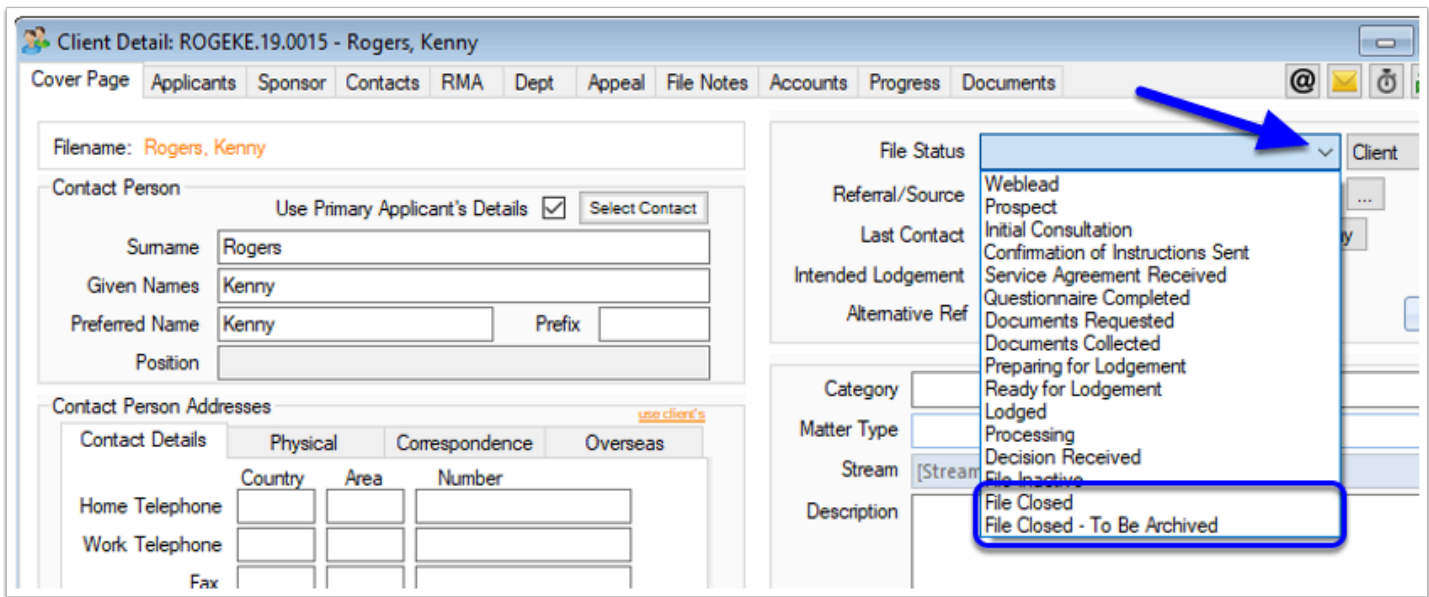 Client Detail: ROGEKE.19.0015 - Rogers, Kenny
Cover Page Applicants Sponsor Contacts RMA Dept Appeal File Notes Accounts Progress Documents @
Filename: Rogers, Kenny
Contact Person
Use Primary Applicant's Details Select Contact
Surname Rogers
Given Names Kenny
Preferred Name Kenny Prefix
Position
Contact Person Addresses use client's
Contact Details Physical Correspondence Overseas
Country Area Number
Home Telephone
Work Telephone
Fax
File Status Client
Referral/Source ...
Last Contact
Intended Lodgement
Alternative Ref
Weblead
Prospect
Initial Consultation
Confirmation of Instructions Sent
Service Agreement Received
Questionnaire Completed
Documents Requested
Documents Collected
Preparing for Lodgement
Ready for Lodgement
Lodged
Processing
Decision Received
File Inactive
File Closed
File Closed - To Be Archived
Category
Matter Type
Stream [Stream
Description